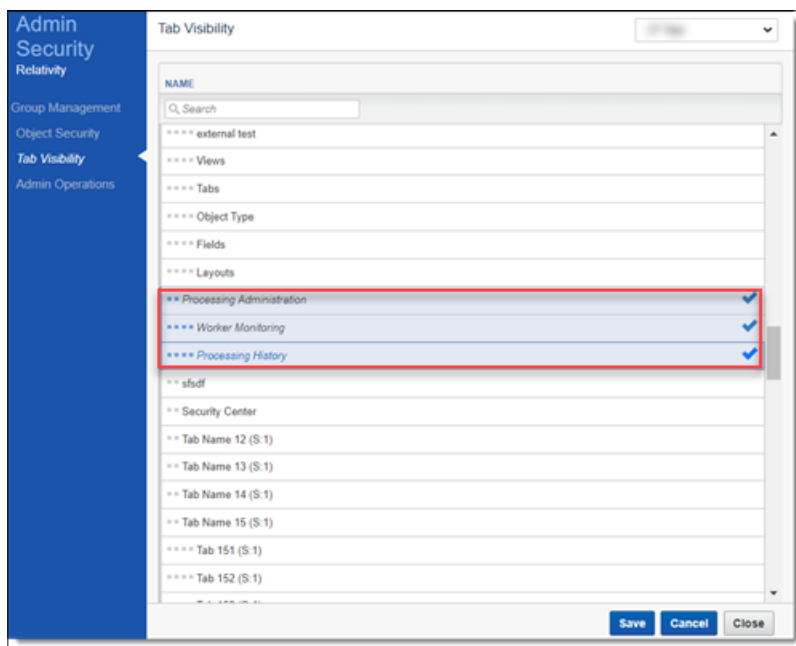 Admin
Security
Relativity
Group Management
Object Security
Tab Visibility
Admin Operations
Tab Visibility
NAME
Search
**** external test
**** Views
**** Tabs
**** Object Type
**** Fields
**** Layouts
** Processing Administration
**** Worker Monitoring
**** Processing History
** sfsdf
** Security Center
** Tab Name 12 (S:1)
** Tab Name 13 (S:1)
** Tab Name 14 (S:1)
** Tab Name 15 (S:1)
**** Tab 151 (S:1)
**** Tab 152 (S:1)
Save Cancel Close